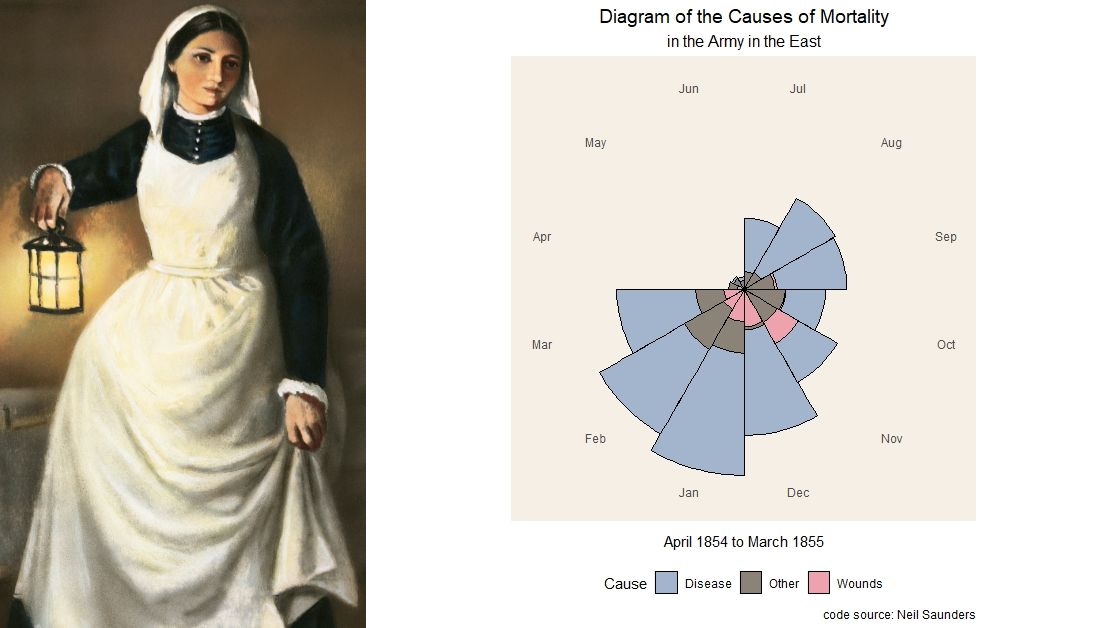 Diagram of the Causes of Mortality
in the Army in the East
Jun Jul
May Aug
Apr Sep
Mar Oct
Feb Nov
Jan Dec
April 1854 to March 1855
Cause Disease Other Wounds
code source: Neil Saunders